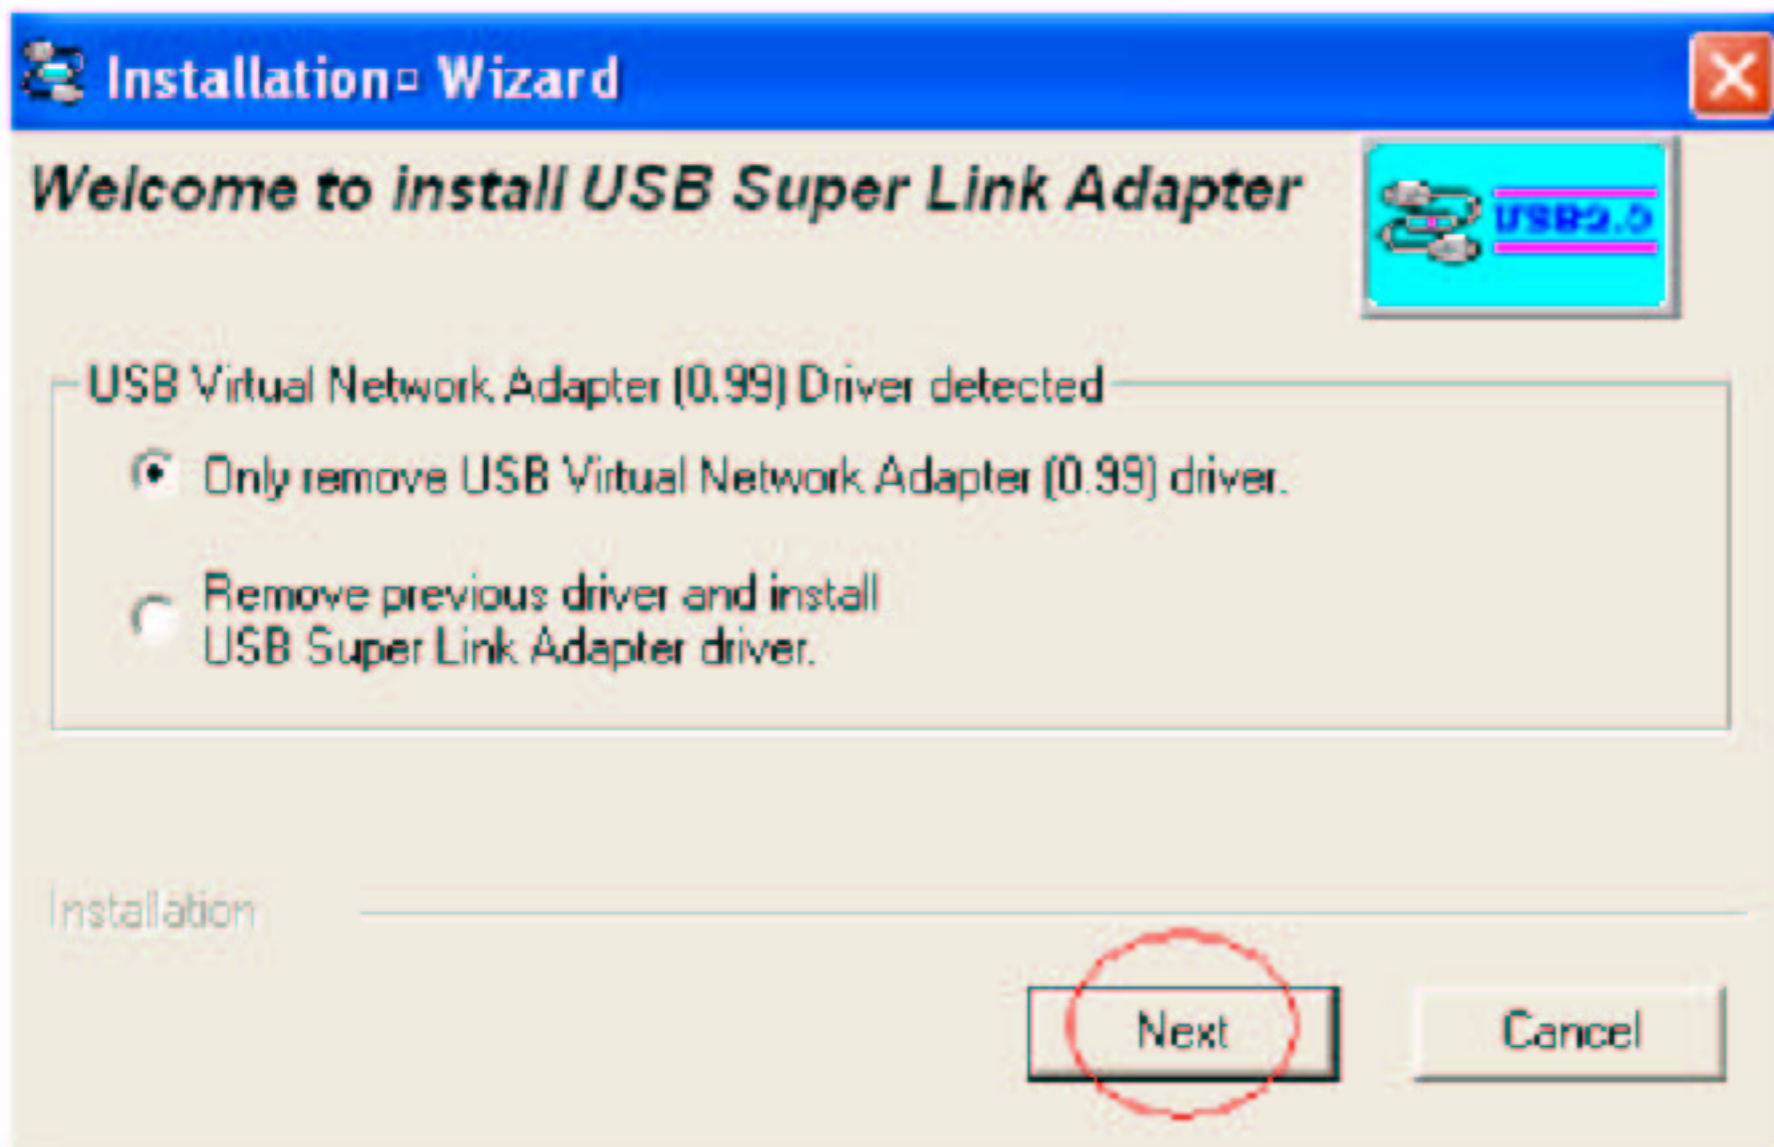 Installation▫ Wizard
Welcome to install USB Super Link Adapter
USB2.0
USB Virtual Network Adapter (0.99) Driver detected
Only remove USB Virtual Network Adapter (0.99) driver.
Remove previous driver and install
USB Super Link Adapter driver.
Installation
Next
Cancel